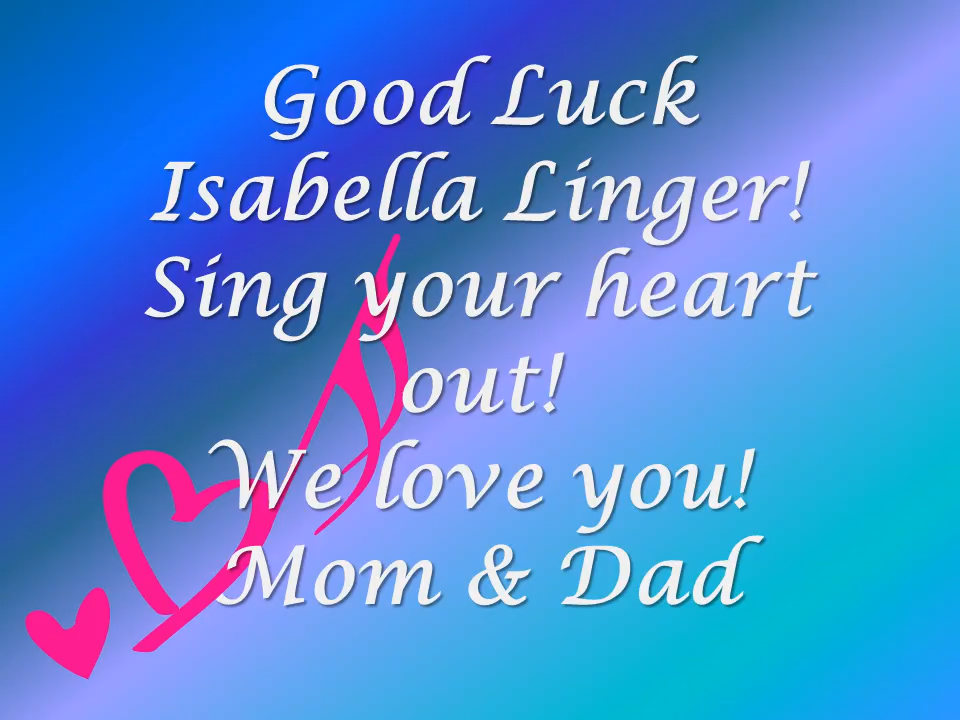 Good Luck
Isabella Linger!
Sing your heart
out!
We love you!
Mom & Dad